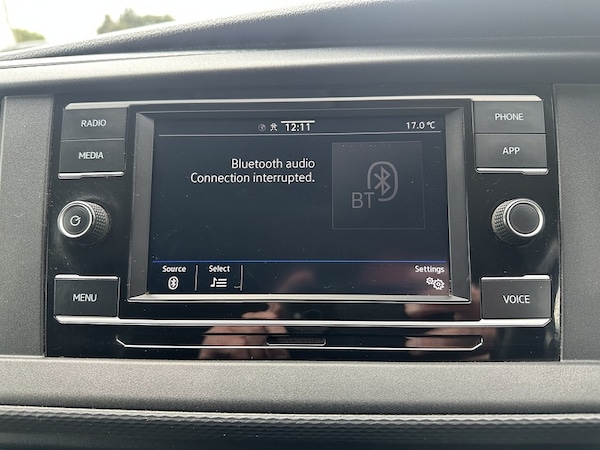 RADIO
MEDIA
MENU
12:11
17.0 °C
Bluetooth audio
Connection interrupted.
BT
Source
Select
Settings
PHONE
APP
VOICE